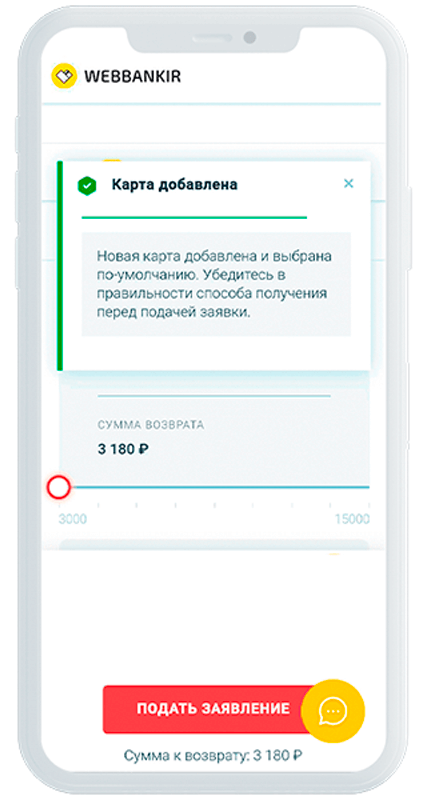 WEBBANKIR
Карта добавлена
Новая карта добавлена и выбрана
по-умолчанию. Убедитесь в
правильности способа получения
перед подачей заявки.
СУММА ВОЗВРАТА
3 180 ₽
3000 15000
ПОДАТЬ ЗАЯВЛЕНИЕ
Сумма к возврату: 3 180 ₽